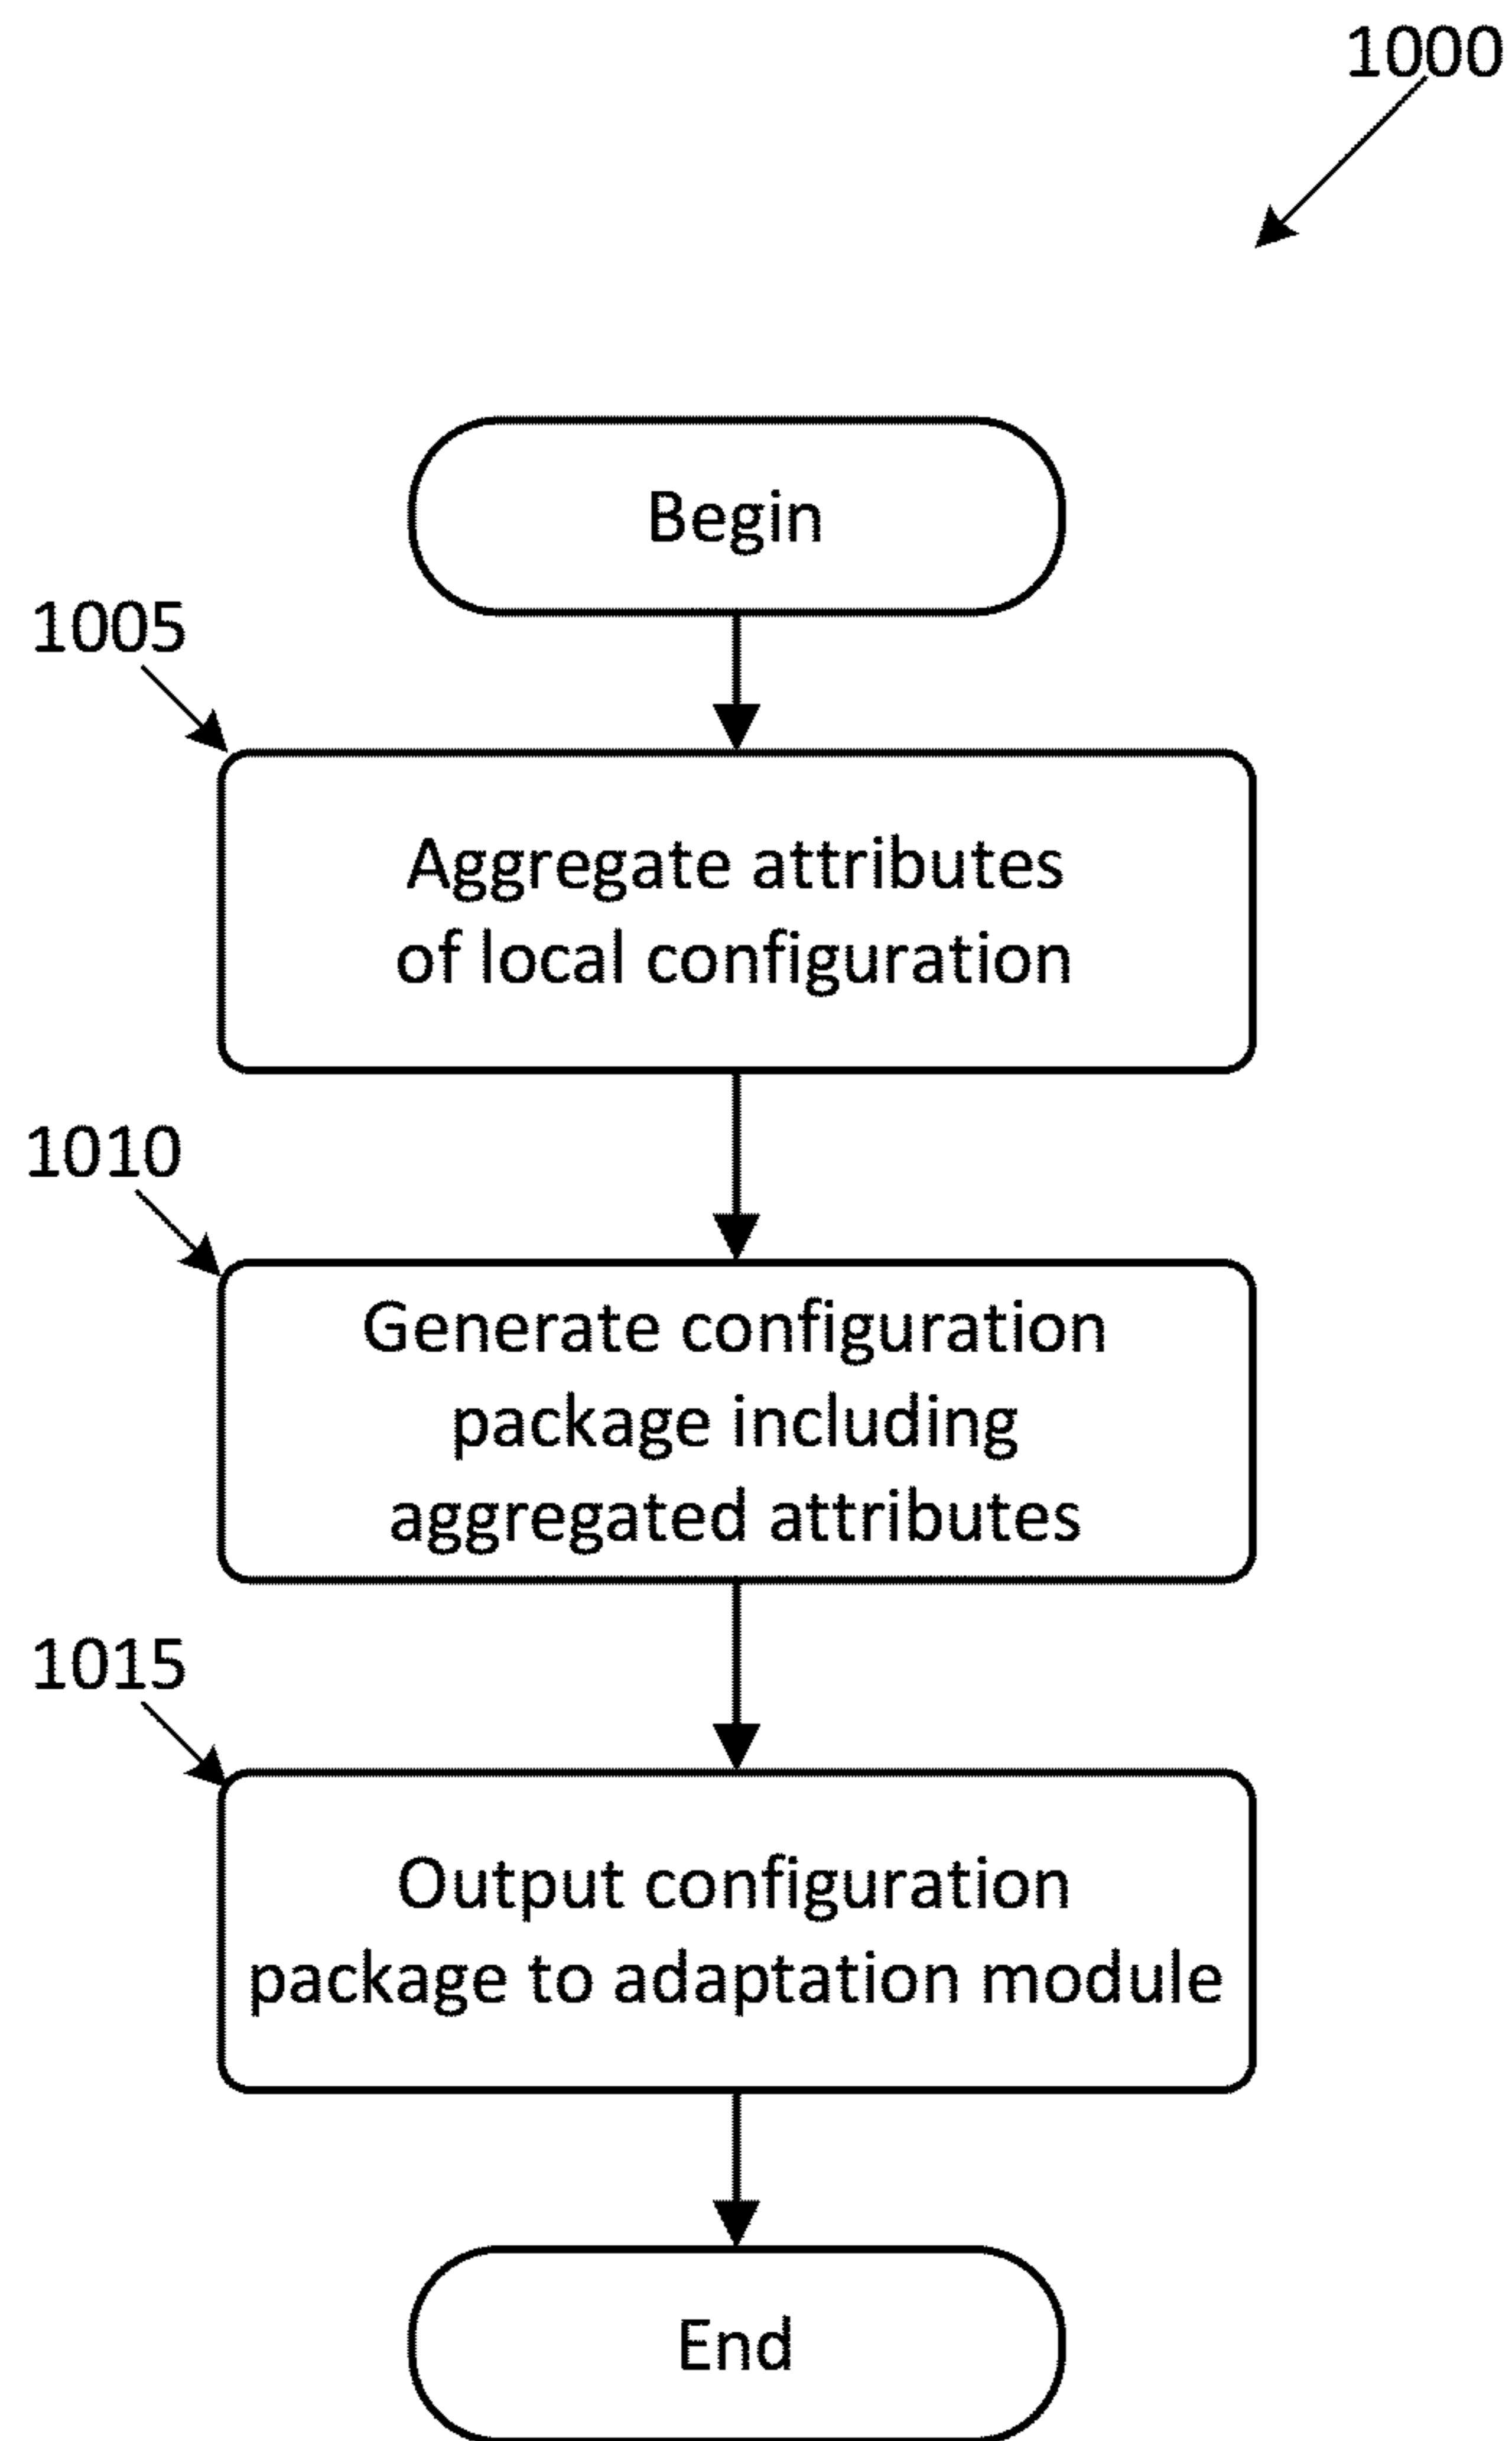 1000
Begin
1005
Aggregate attributes
of local configuration
1010
Generate configuration
package including
aggregated attributes
1015
Output configuration
package to adaptation module
End